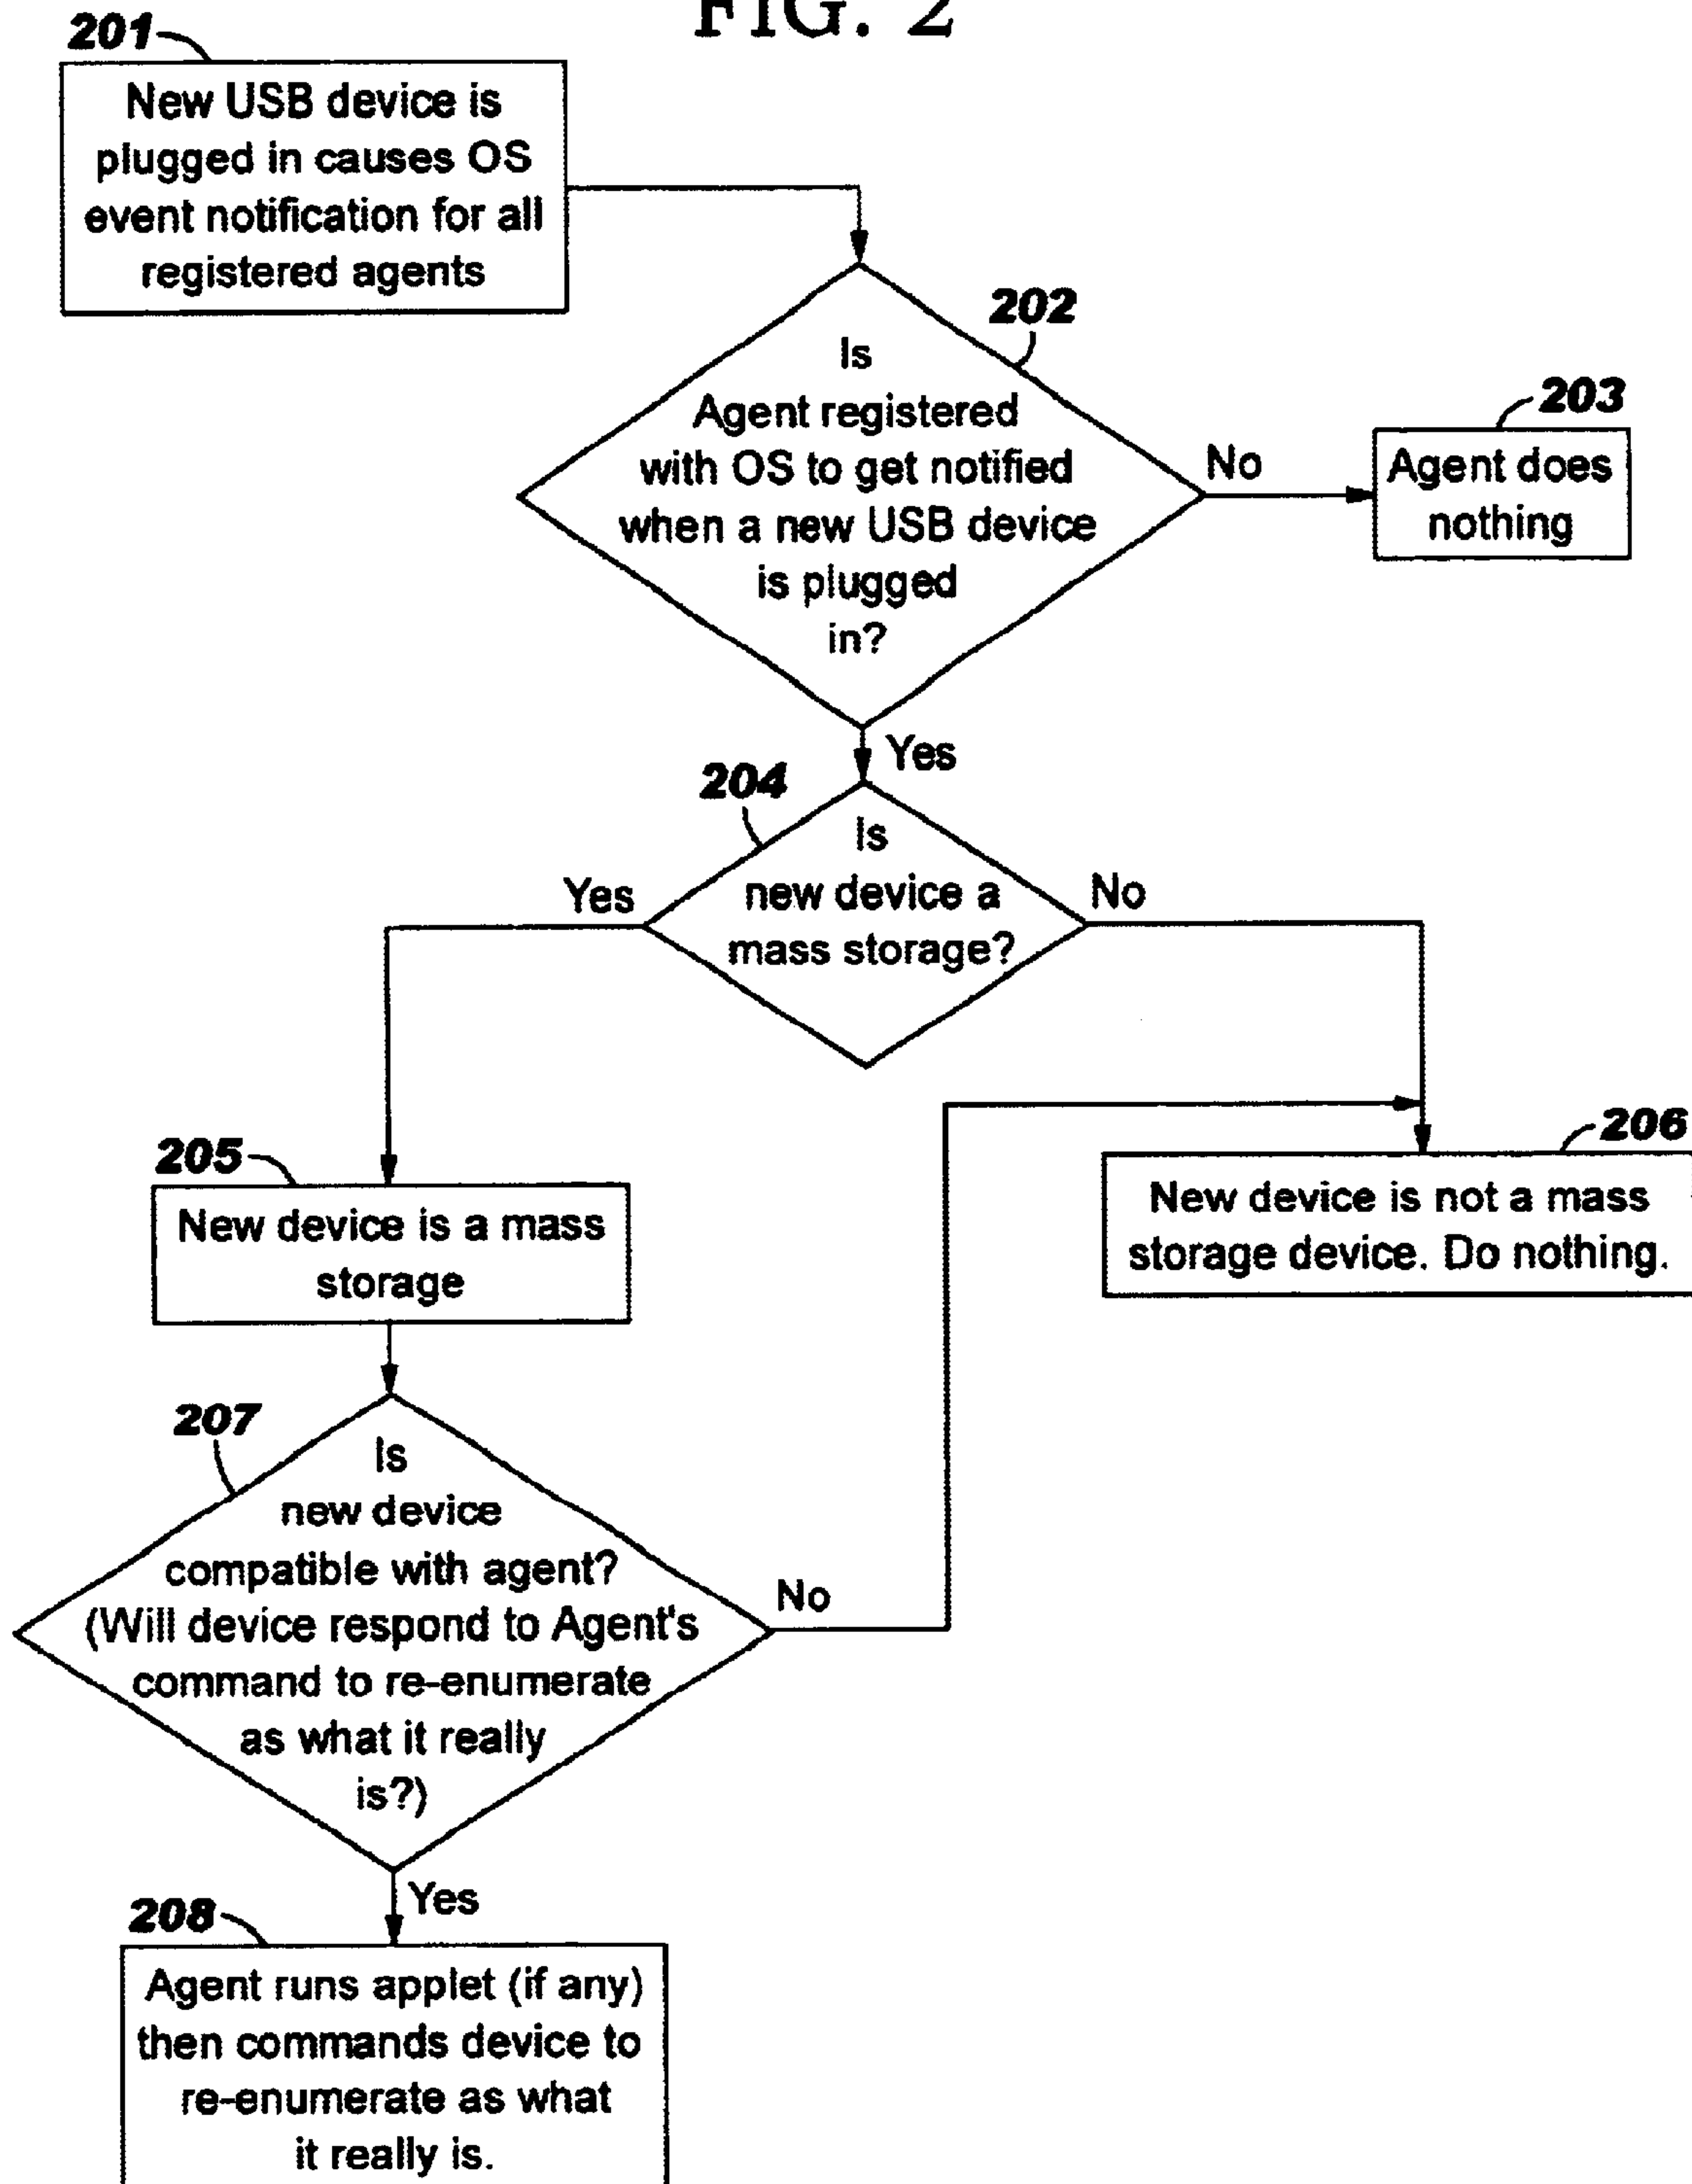 FIG. 2
201
New USB device is
plugged in causes OS
event notification for all
registered agents
202
Is
Agent registered
with OS to get notified
when a new USB device
is plugged
in?
No
203
Agent does
nothing
Yes
204
Is
new device a
mass storage?
Yes
No
205
New device is a mass
storage
206
New device is not a mass
storage device. Do nothing.
207
Is
new device
compatible with agent?
(Will device respond to Agent's
command to re-enumerate
as what it really
is?)
No
Yes
208
Agent runs applet (if any)
then commands device to
re-enumerate as what
it really is.